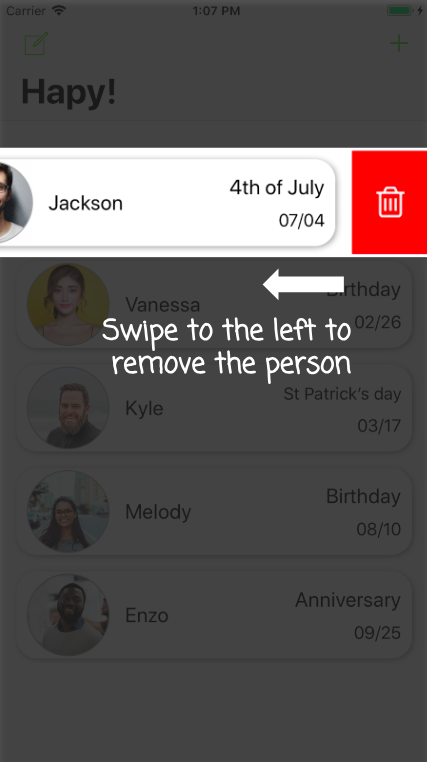 Carrier 1:07 PM
Hapy!
Jackson 4th of July
07/04
Vanessa Birthday
02/26
Swipe to the left to
remove the person
Kyle St Patrick's day
03/17
Melody Birthday
08/10
Enzo Anniversary
09/25